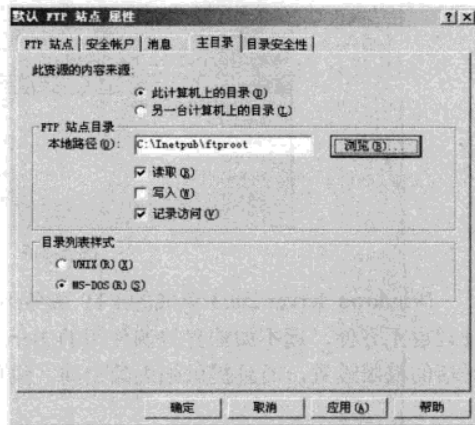 默认 FTP 站点 属性
FTP 站点 安全帐户 消息 主目录 目录安全性
此资源的内容来源:
此计算机上的目录(D)
另一台计算机上的目录(L)
FTP 站点目录
本地路径(O): C:\Inetpub\ftproot 浏览(B)...
读取(R)
写入(W)
记录访问(V)
目录列表样式
UNIX(R)(X)
MS-DOS(R)(S)
确定 取消 应用(A) 帮助